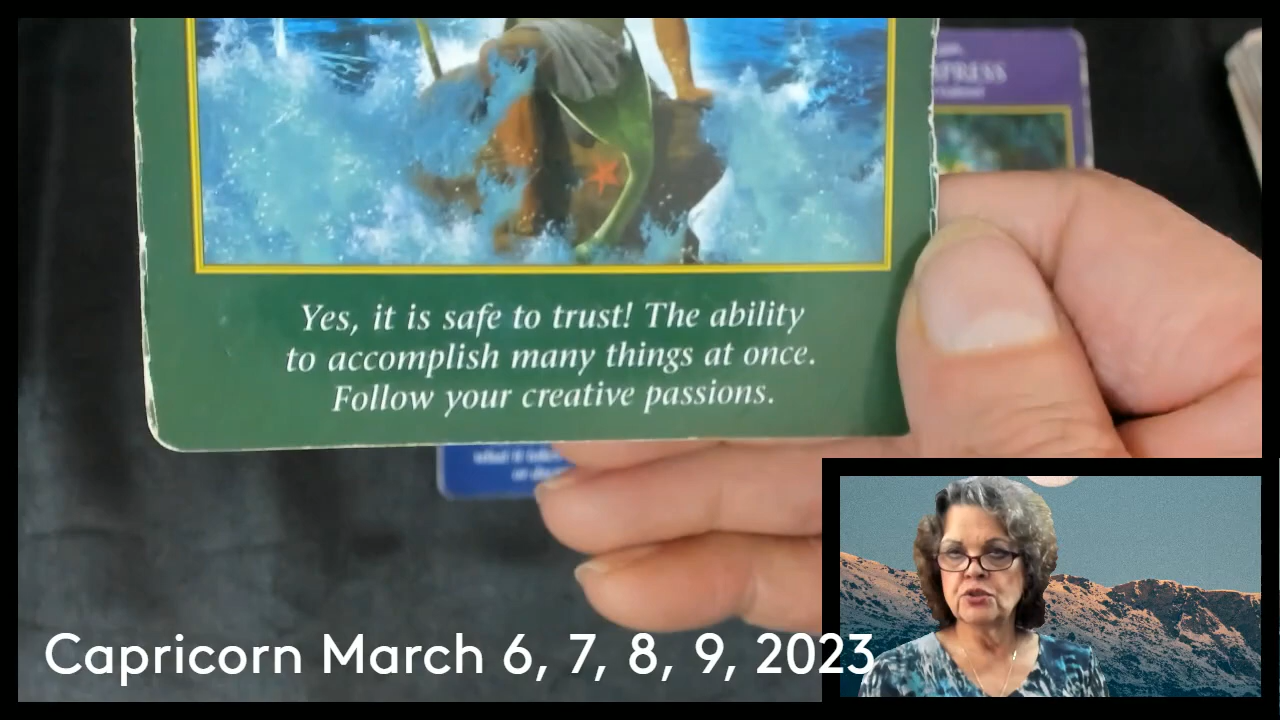 Yes, it is safe to trust! The ability
to accomplish many things at once.
Follow your creative passions.
Capricorn March 6, 7, 8, 9, 2023